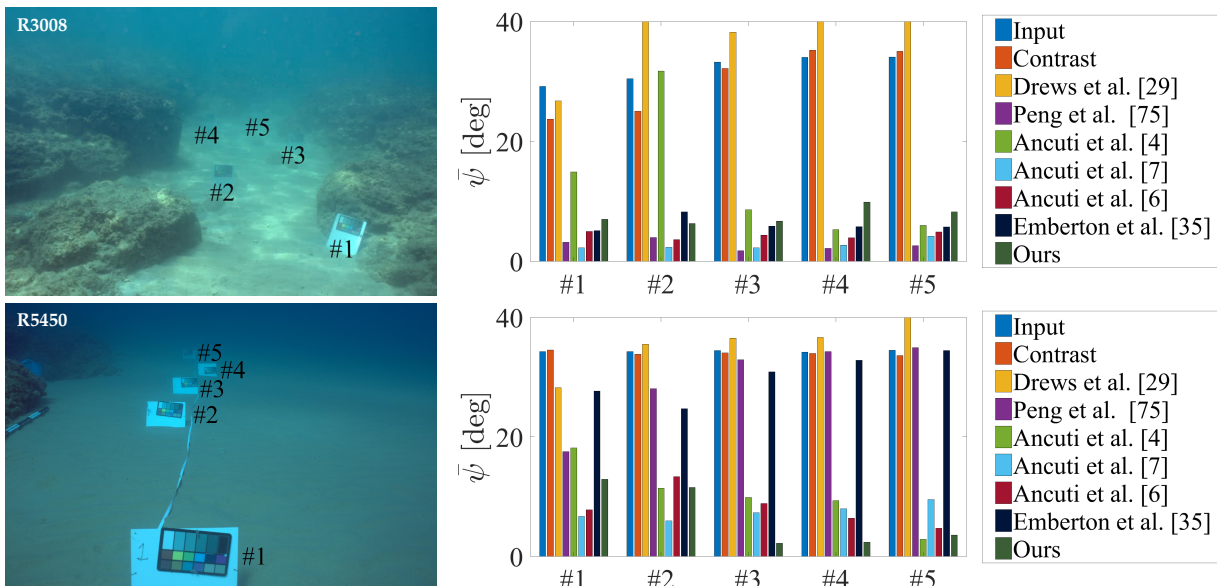 R3008
#5
#4
#3
#2
#1
40
20
0
ψ̄ [deg]
#1 #2 #3 #4 #5
Input
Contrast
Drews et al. [29]
Peng et al. [75]
Ancuti et al. [4]
Ancuti et al. [7]
Ancuti et al. [6]
Emberton et al. [35]
Ours
R5450
#5
#4
#3
#2
#1
1
40
20
0
ψ̄ [deg]
#1 #2 #3 #4 #5
Input
Contrast
Drews et al. [29]
Peng et al. [75]
Ancuti et al. [4]
Ancuti et al. [7]
Ancuti et al. [6]
Emberton et al. [35]
Ours